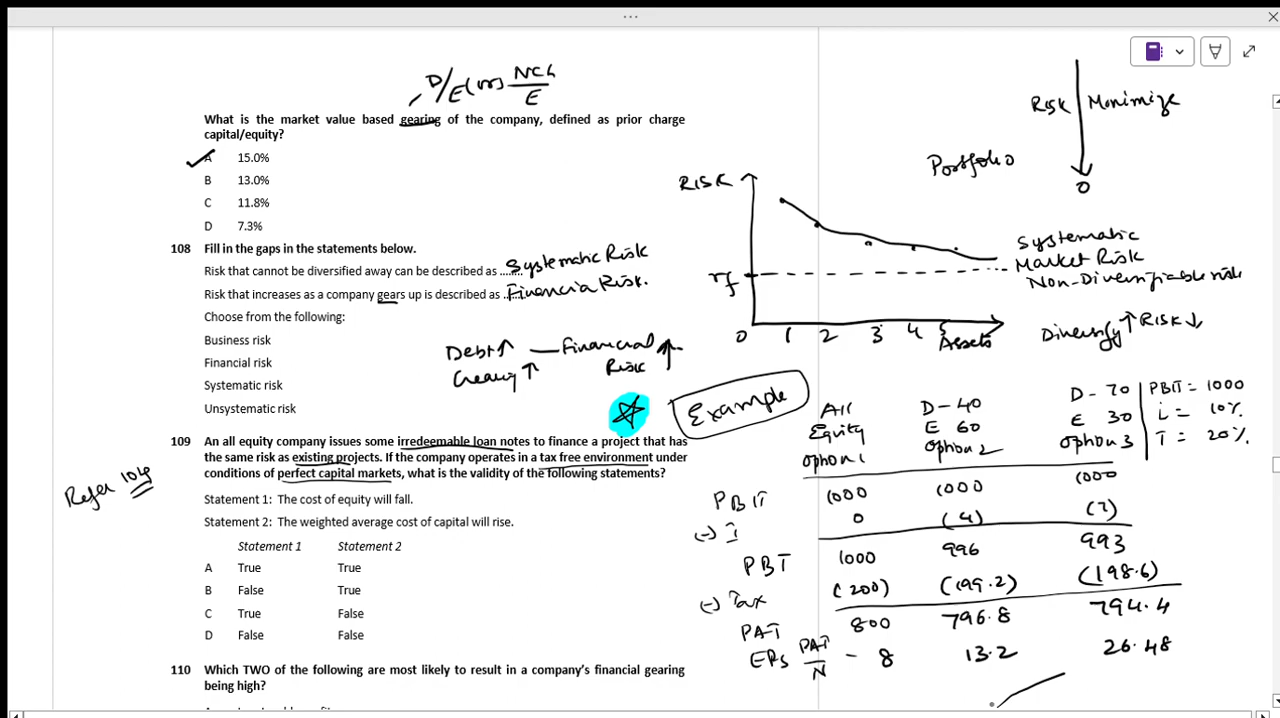 D/E (or) NCL/E
What is the market value based gearing of the company, defined as prior charge
capital/equity?
A 15.0%
B 13.0%
C 11.8%
D 7.3%
108 Fill in the gaps in the statements below.
Risk that cannot be diversified away can be described as ........ Systematic Risk
Risk that increases as a company gears up is described as ...... Financia Risk.
Choose from the following:
Business risk
Financial risk
Systematic risk
Unsystematic risk
Debt↑ — Financial Risk ↑
Gearing ↑
109 An all equity company issues some irredeemable loan notes to finance a project that has
the same risk as existing projects. If the company operates in a tax free environment under
conditions of perfect capital markets, what is the validity of the following statements?
Refer 104
Statement 1: The cost of equity will fall.
Statement 2: The weighted average cost of capital will rise.
Statement 1 Statement 2
A True True
B False True
C True False
D False False
110 Which TWO of the following are most likely to result in a company's financial gearing
being high?
Risk Minimize
0
Portfolio
RISK
rf
0 1 2 3 4 5 Assets
Systematic
Market Risk
Non-Diversifiable risk
Diversify ↑ Risk ↓
Example
All Equity option 1
D-40 E 60 option 2
D-70 E 30 option 3
PBIT = 1000
i = 10%
T = 20%
PBIT 1000 1000 1000
(-) I 0 (4) (7)
PBT 1000 996 993
(-) Tax (200) (199.2) (198.6)
PAT 800 796.8 794.4
EPS PAT/N - 8 13.2 26.48